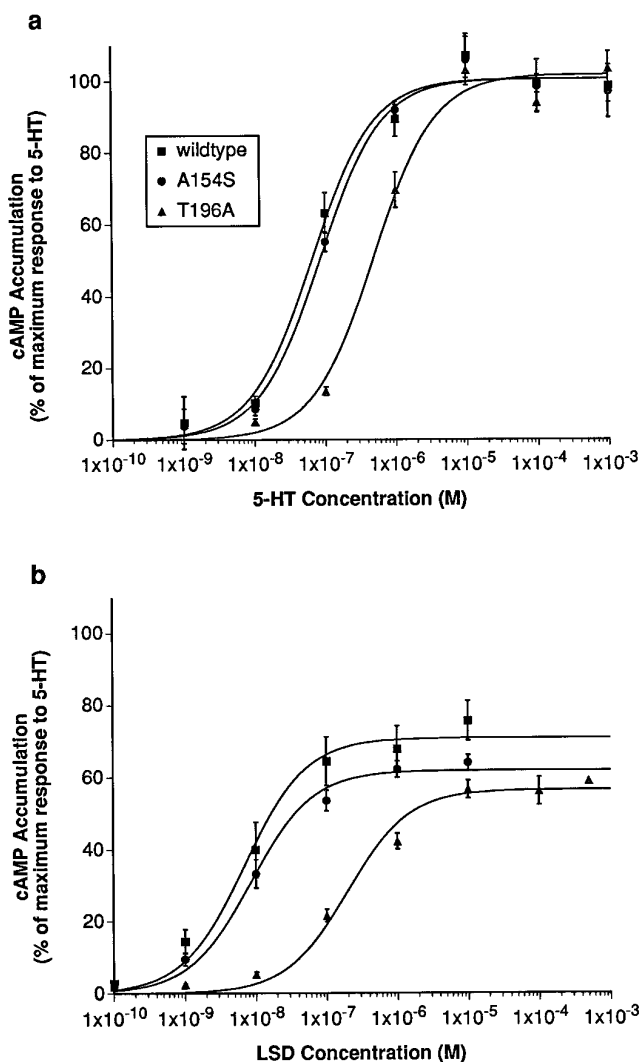 a
cAMP Accumulation
(% of maximum response to 5-HT)
100
80
60
40
20
0
wildtype
A154S
T196A
1x10⁻¹⁰ 1x10⁻⁹ 1x10⁻⁸ 1x10⁻⁷ 1x10⁻⁶ 1x10⁻⁵ 1x10⁻⁴ 1x10⁻³
5-HT Concentration (M)
b
cAMP Accumulation
(% of maximum response to 5-HT)
100
80
60
40
20
0
1x10⁻¹⁰ 1x10⁻⁹ 1x10⁻⁸ 1x10⁻⁷ 1x10⁻⁶ 1x10⁻⁵ 1x10⁻⁴ 1x10⁻³
LSD Concentration (M)